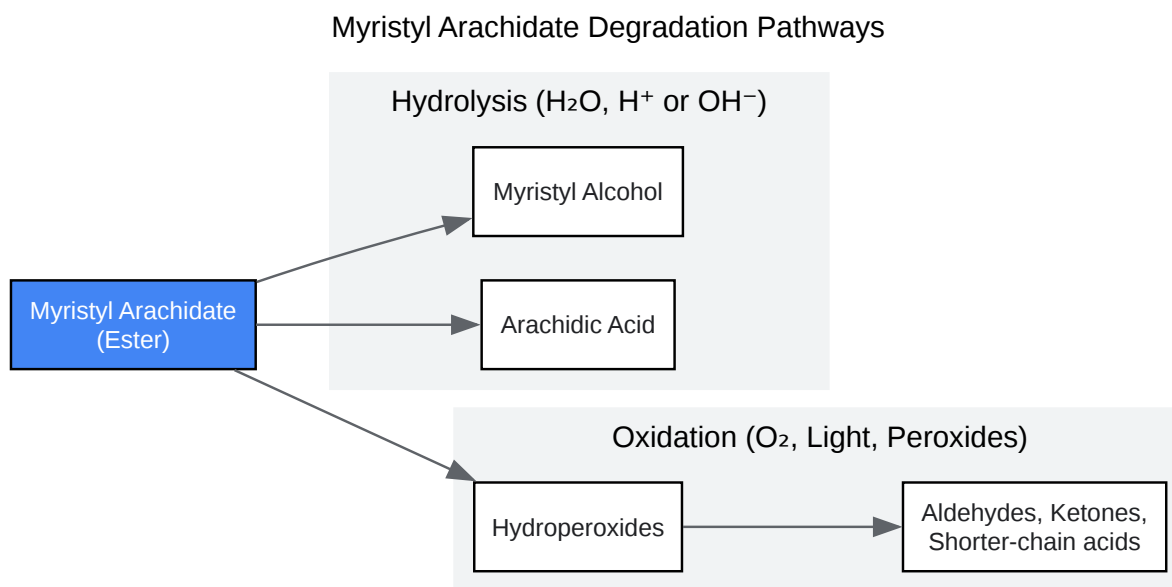 Myristyl Arachidate Degradation Pathways
Hydrolysis (H₂O, H⁺ or OH⁻)
Myristyl Alcohol
Myristyl Arachidate
(Ester)
Arachidic Acid
Oxidation (O₂, Light, Peroxides)
Hydroperoxides
Aldehydes, Ketones,
Shorter-chain acids